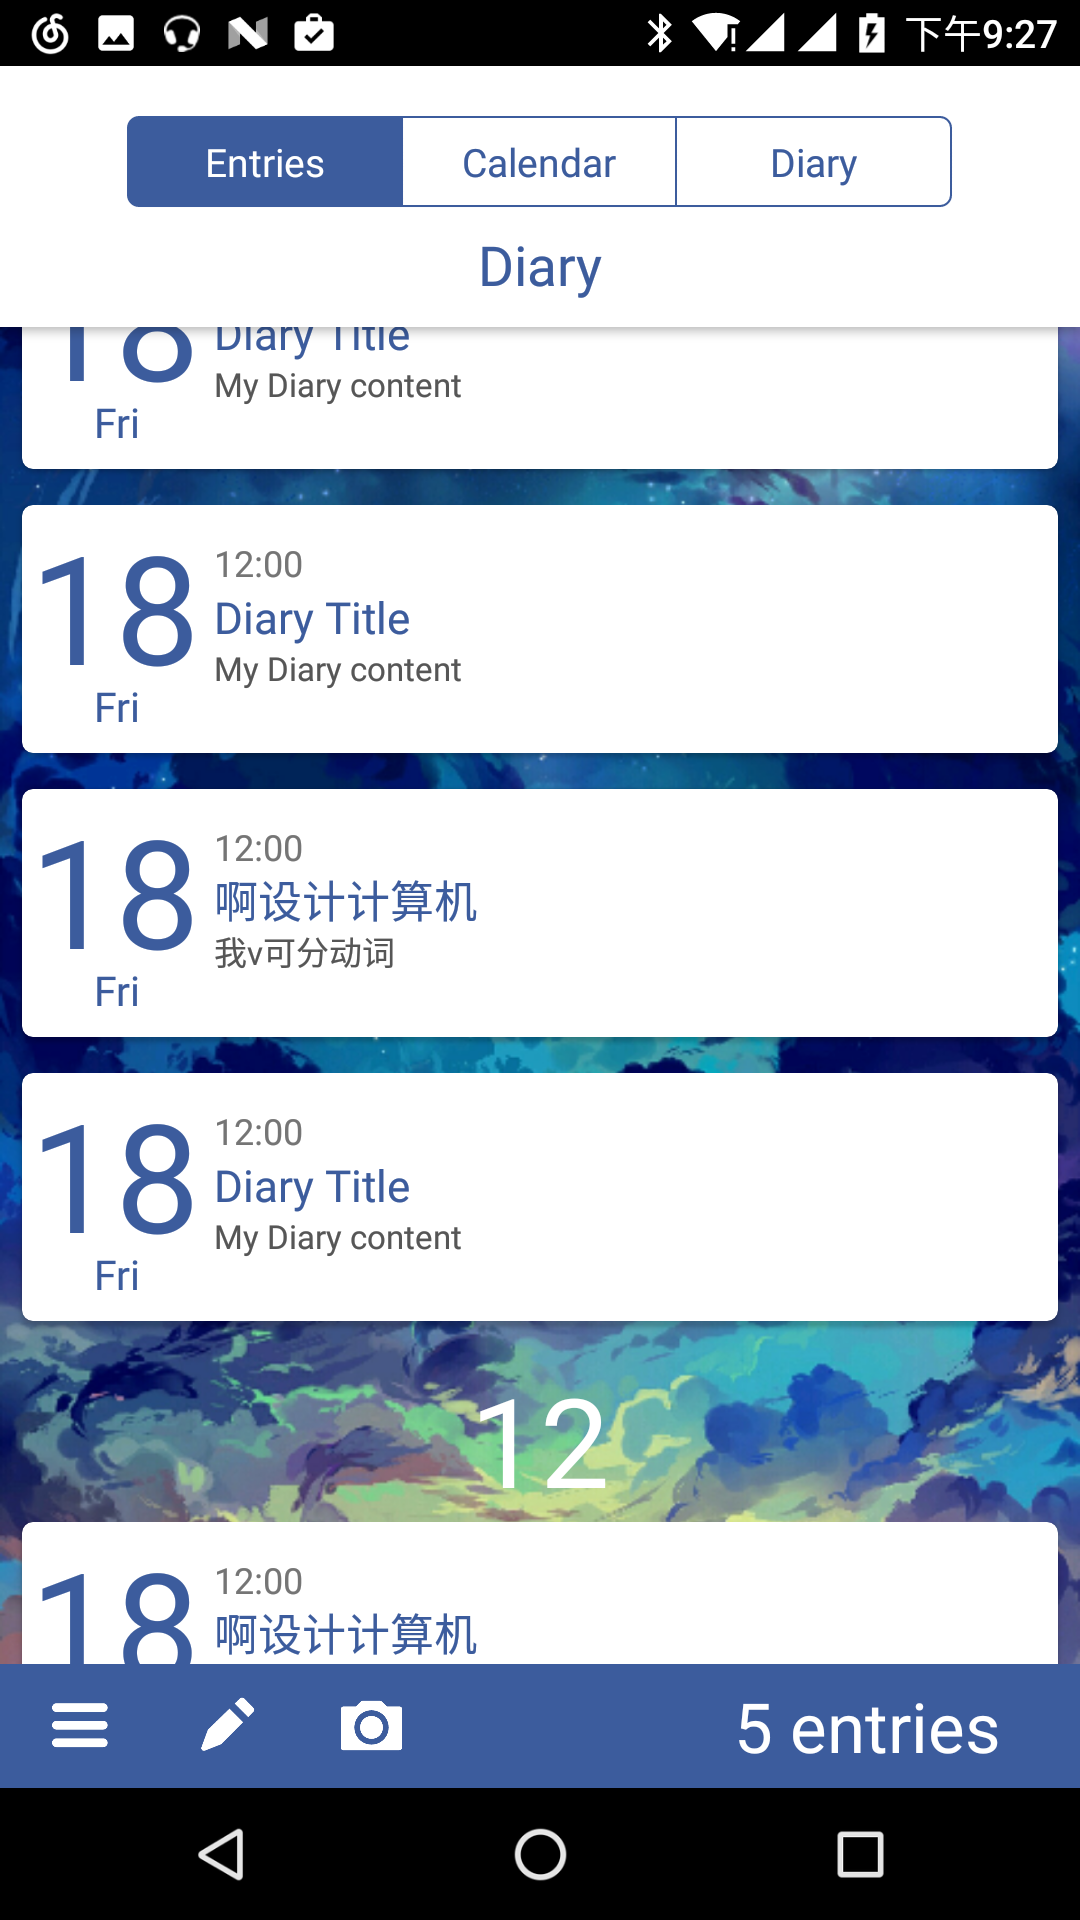 下午9:27
Entries
Calendar
Diary
Diary
18
Diary Title
My Diary content
Fri
18
12:00
Diary Title
My Diary content
Fri
18
12:00
啊设计计算机
我v可分动词
Fri
18
12:00
Diary Title
My Diary content
Fri
12
18
12:00
啊设计计算机
5 entries